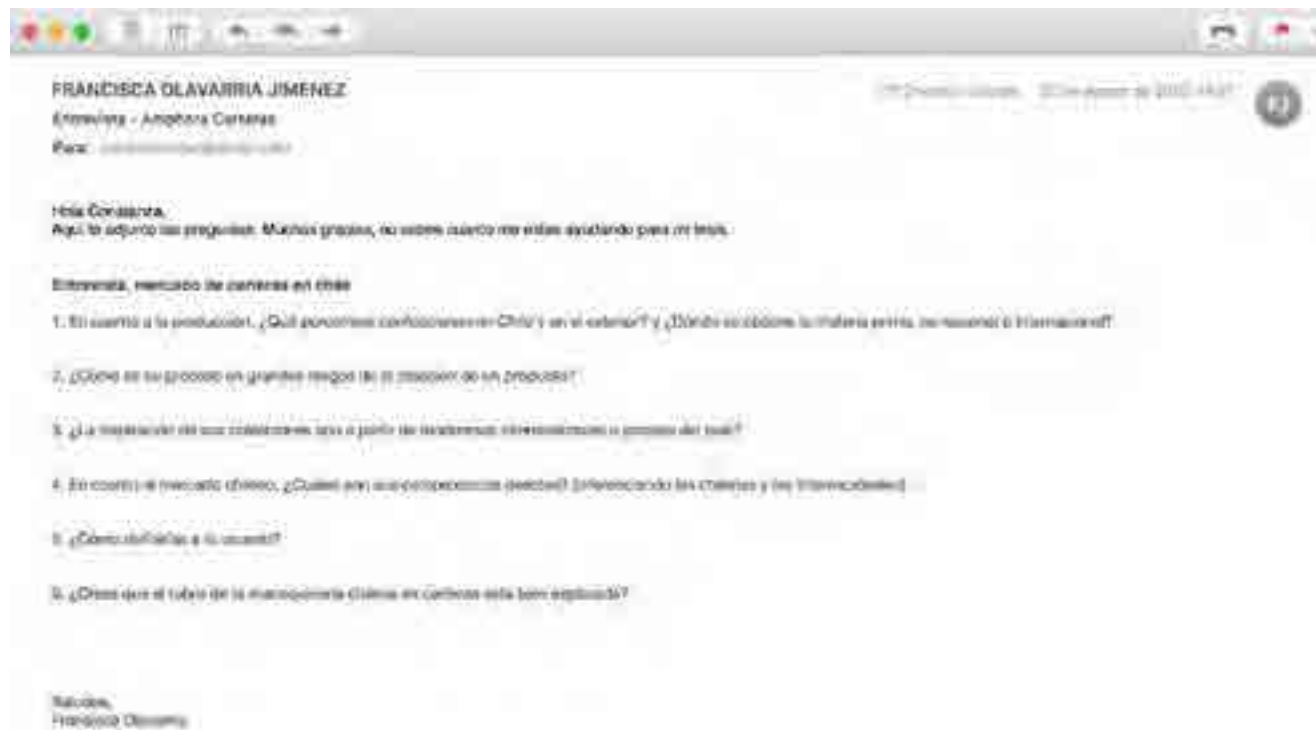 FRANCISCA OLAVARRIA JIMENEZ
Entrevista - Amphora Carteras
Para:
Hola Constanza,
Aquí te adjunto las preguntas. Muchas gracias, no sabes cuanto me estas ayudando para mi tesis.
Entrevista, mercado de carteras en chile
1. En cuanto a la producción, ¿Qué porcentaje confeccionan en Chile y en el exterior? y ¿Dónde se obtiene la materia prima, es nacional o internacional?
2. ¿Cómo es su proceso en grandes rasgos de la creación de un producto?
3. ¿La inspiración de sus colecciones son a partir de tendencias internacionales o procesos del país?
4. En cuanto al mercado chileno, ¿Cuáles son sus competencias directas? (diferenciando las chilenas y las internacionales)
5. ¿Cómo definirías a tu usuario?
6. ¿Crees que el rubro de la marroquinería chilena en carteras esta bien explotado?
Saludos,
Francisca Olavarria